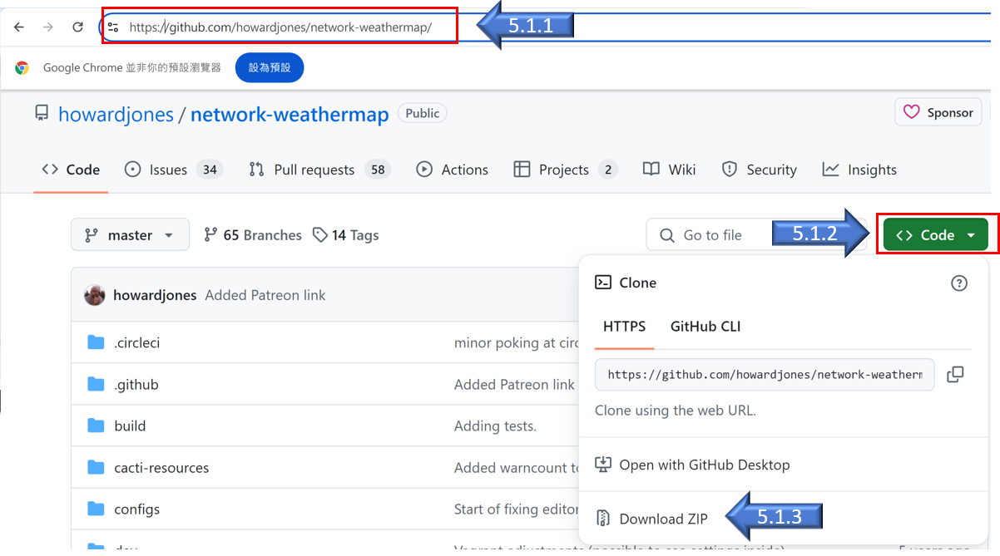 https://github.com/howardjones/network-weathermap/
5.1.1
Google Chrome 並非你的預設瀏覽器
設為預設
howardjones / network-weathermap
Public
Sponsor
Code
Issues 34
Pull requests 58
Actions
Projects 2
Wiki
Security
Insights
master
65 Branches
14 Tags
Go to file
5.1.2
Code
howardjones Added Patreon link
Clone
HTTPS
GitHub CLI
.circleci
minor poking at circ
https://github.com/howardjones/network-weatherm
.github
Added Patreon link
Clone using the web URL.
build
Adding tests.
cacti-resources
Added warncount to
Open with GitHub Desktop
configs
Start of fixing editor
Download ZIP
5.1.3